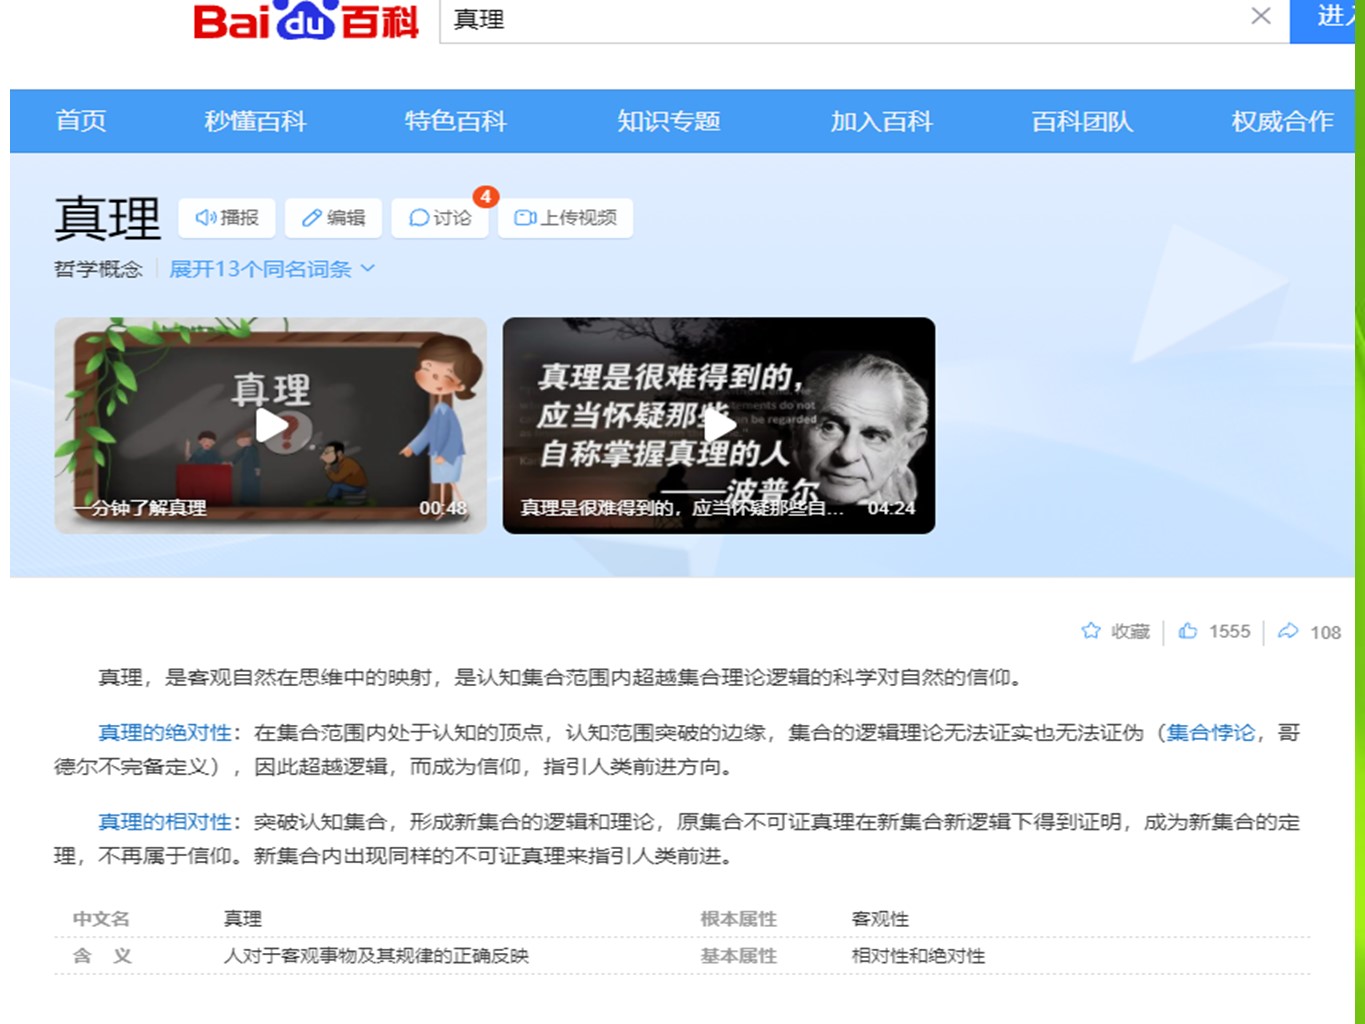 Bai du 百科
真理
进入
首页 秒懂百科 特色百科 知识专题 加入百科 百科团队 权威合作
真理 播报 编辑 讨论 4 上传视频
哲学概念 展开13个同名词条
真理
?
一分钟了解真理 00:48
真理是很难得到的，
应当怀疑那些
自称掌握真理的人
——波普尔
真理是很难得到的，应当怀疑那些自... 04:24
收藏 1555 108
真理，是客观自然在思维中的映射，是认知集合范围内超越集合理论逻辑的科学对自然的信仰。
真理的绝对性：在集合范围内处于认知的顶点，认知范围突破的边缘，集合的逻辑理论无法证实也无法证伪（集合悖论，哥
德尔不完备定义），因此超越逻辑，而成为信仰，指引人类前进方向。
真理的相对性：突破认知集合，形成新集合的逻辑和理论，原集合不可证真理在新集合新逻辑下得到证明，成为新集合的定
理，不再属于信仰。新集合内出现同样的不可证真理来指引人类前进。
中文名 真理 根本属性 客观性
含 义 人对于客观事物及其规律的正确反映 基本属性 相对性和绝对性